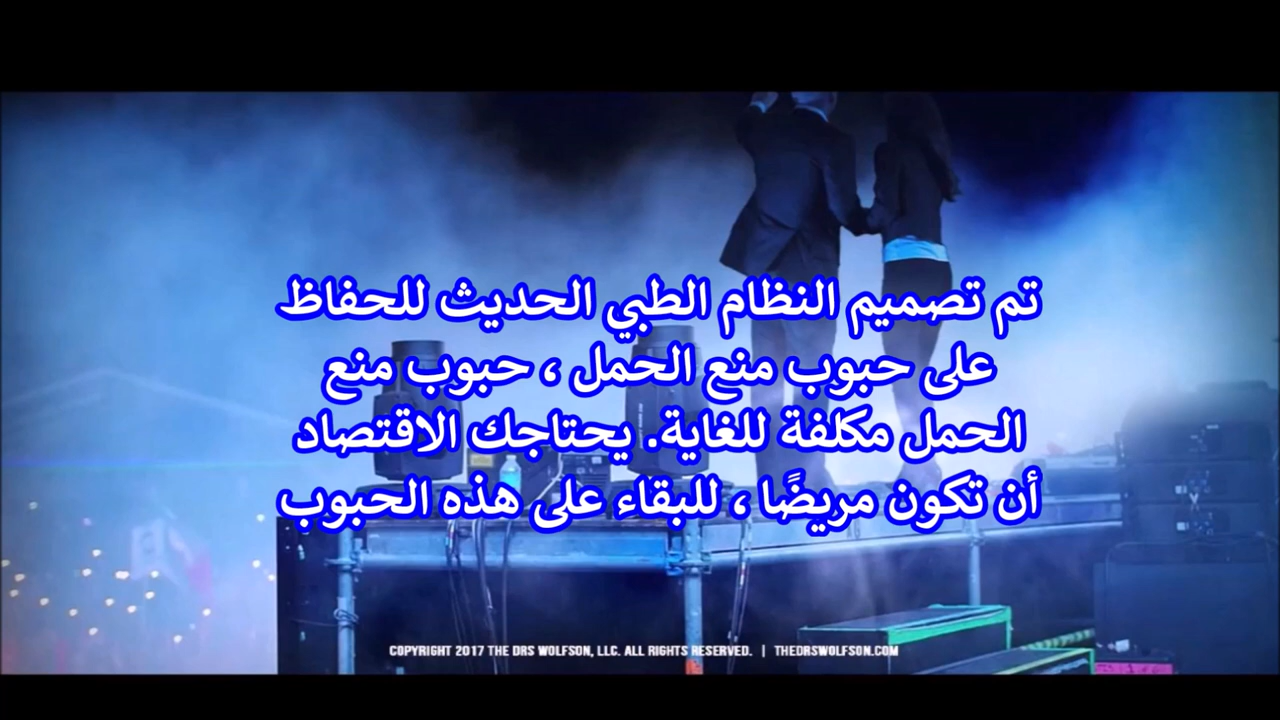 تم تصميم النظام الطبي الحديث للحفاظ
على حبوب منع الحمل ، حبوب منع
الحمل مكلفة للغاية. يحتاجك الاقتصاد
أن تكون مريضًا ، للبقاء على هذه الحبوب
COPYRIGHT 2017 THE DRS WOLFSON, LLC. ALL RIGHTS RESERVED. | THEDRSWOLFSON.COM